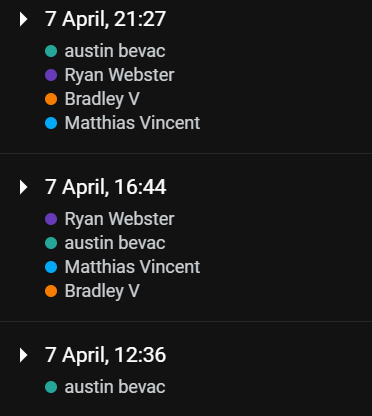 7 April, 21:27
austin bevac
Ryan Webster
Bradley V
Matthias Vincent
7 April, 16:44
Ryan Webster
austin bevac
Matthias Vincent
Bradley V
7 April, 12:36
austin bevac